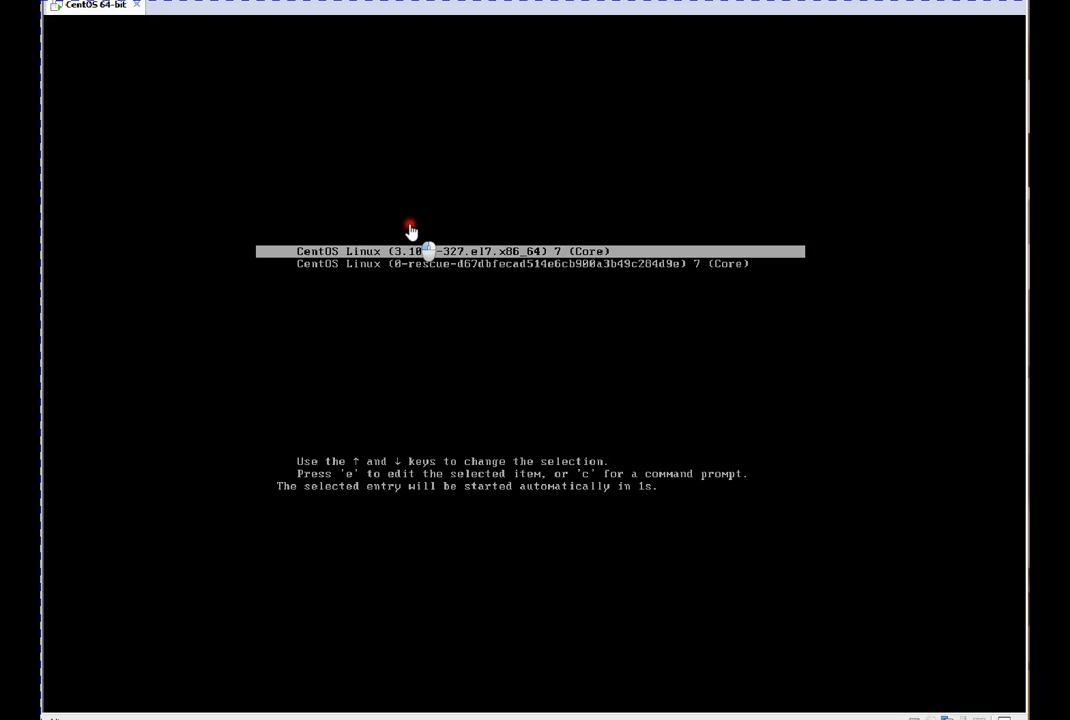 CentOS 64-bit
CentOS Linux (3.10 -327.el7.x86_64) 7 (Core)
CentOS Linux (0-rescue-d67dbfecad514e6cb900a3b49c284d9e) 7 (Core)
Use the ↑ and ↓ keys to change the selection.
Press 'e' to edit the selected item, or 'c' for a command prompt.
The selected entry will be started automatically in 1s.